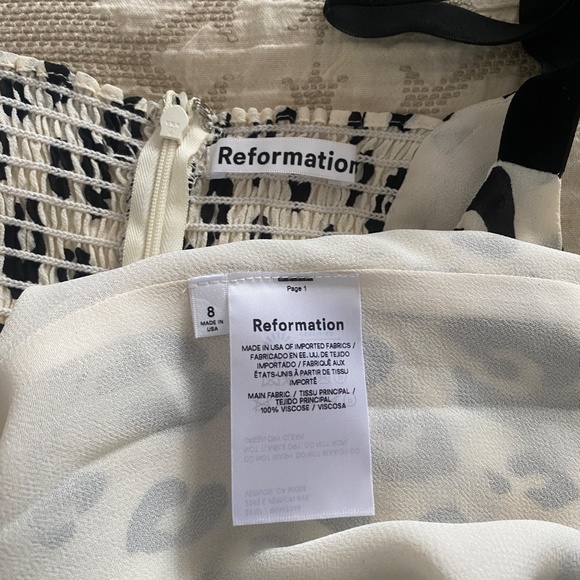 Reformation
8
MADE IN
USA
Page 1
Reformation
MADE IN USA OF IMPORTED FABRICS /
FABRICADO EN EE. UU. DE TEJIDO
IMPORTADO / FABRIQUÉ AUX
ÉTATS-UNIS À PARTIR DE TISSU
IMPORTÉ
MAIN FABRIC / TISSU PRINCIPAL /
TEJIDO PRINCIPAL
100% VISCOSE / VISCOSA